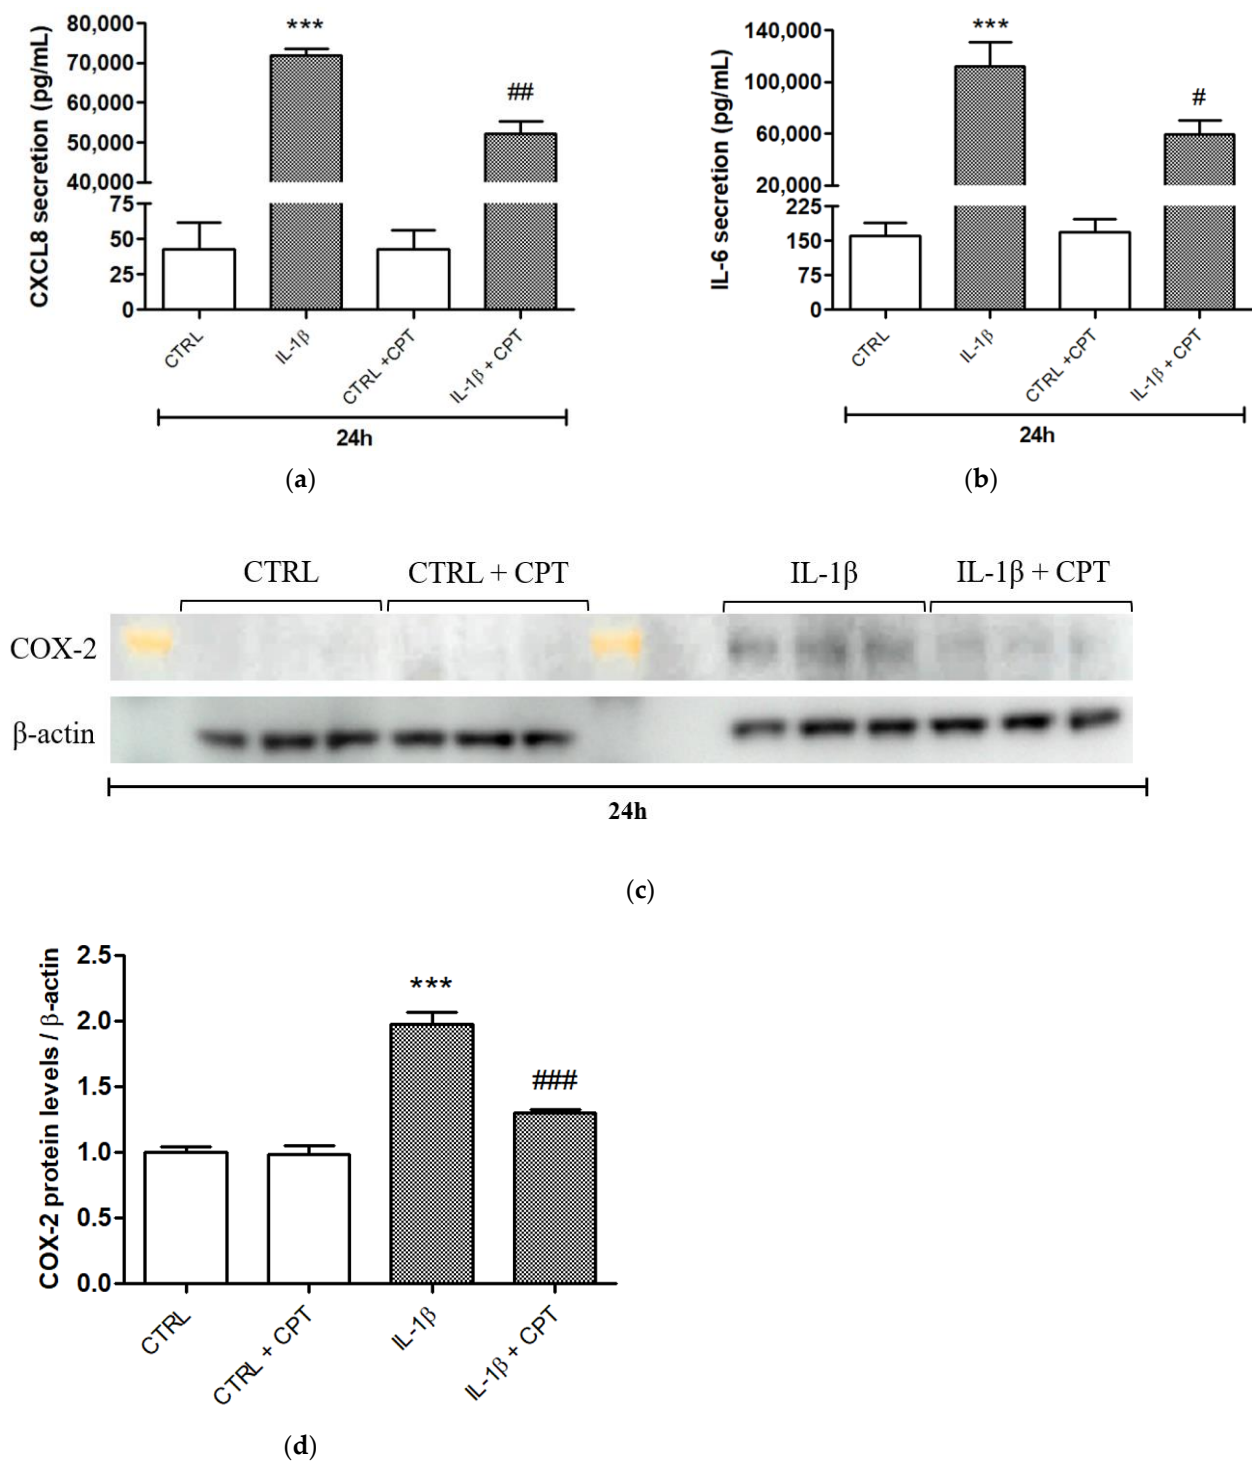 CXCL8 secretion (pg/mL)
80,000
70,000
60,000
50,000
40,000
75
50
25
0
***
##
CTRL
IL-1β
CTRL +CPT
IL-1β + CPT
24h
(a)
IL-6 secretion (pg/mL)
140,000
100,000
60,000
20,000
225
150
75
0
***
#
CTRL
IL-1β
CTRL +CPT
IL-1β + CPT
24h
(b)
CTRL
CTRL + CPT
IL-1β
IL-1β + CPT
COX-2
β-actin
24h
(c)
COX-2 protein levels / β-actin
2.5
2.0
1.5
1.0
0.5
0.0
***
###
CTRL
CTRL + CPT
IL-1β
IL-1β + CPT
(d)